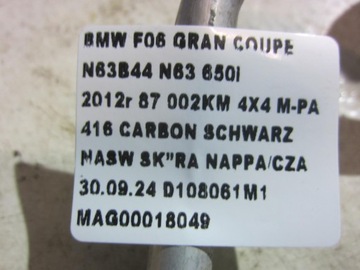 BMW F06 GRAN COUPE
N63B44 N63 650I
2012r 87 002KM 4X4 M-PA
416 CARBON SCHWARZ
NASW SK"RA NAPPA/CZA
30.09.24 D108061M1
MAG00018049